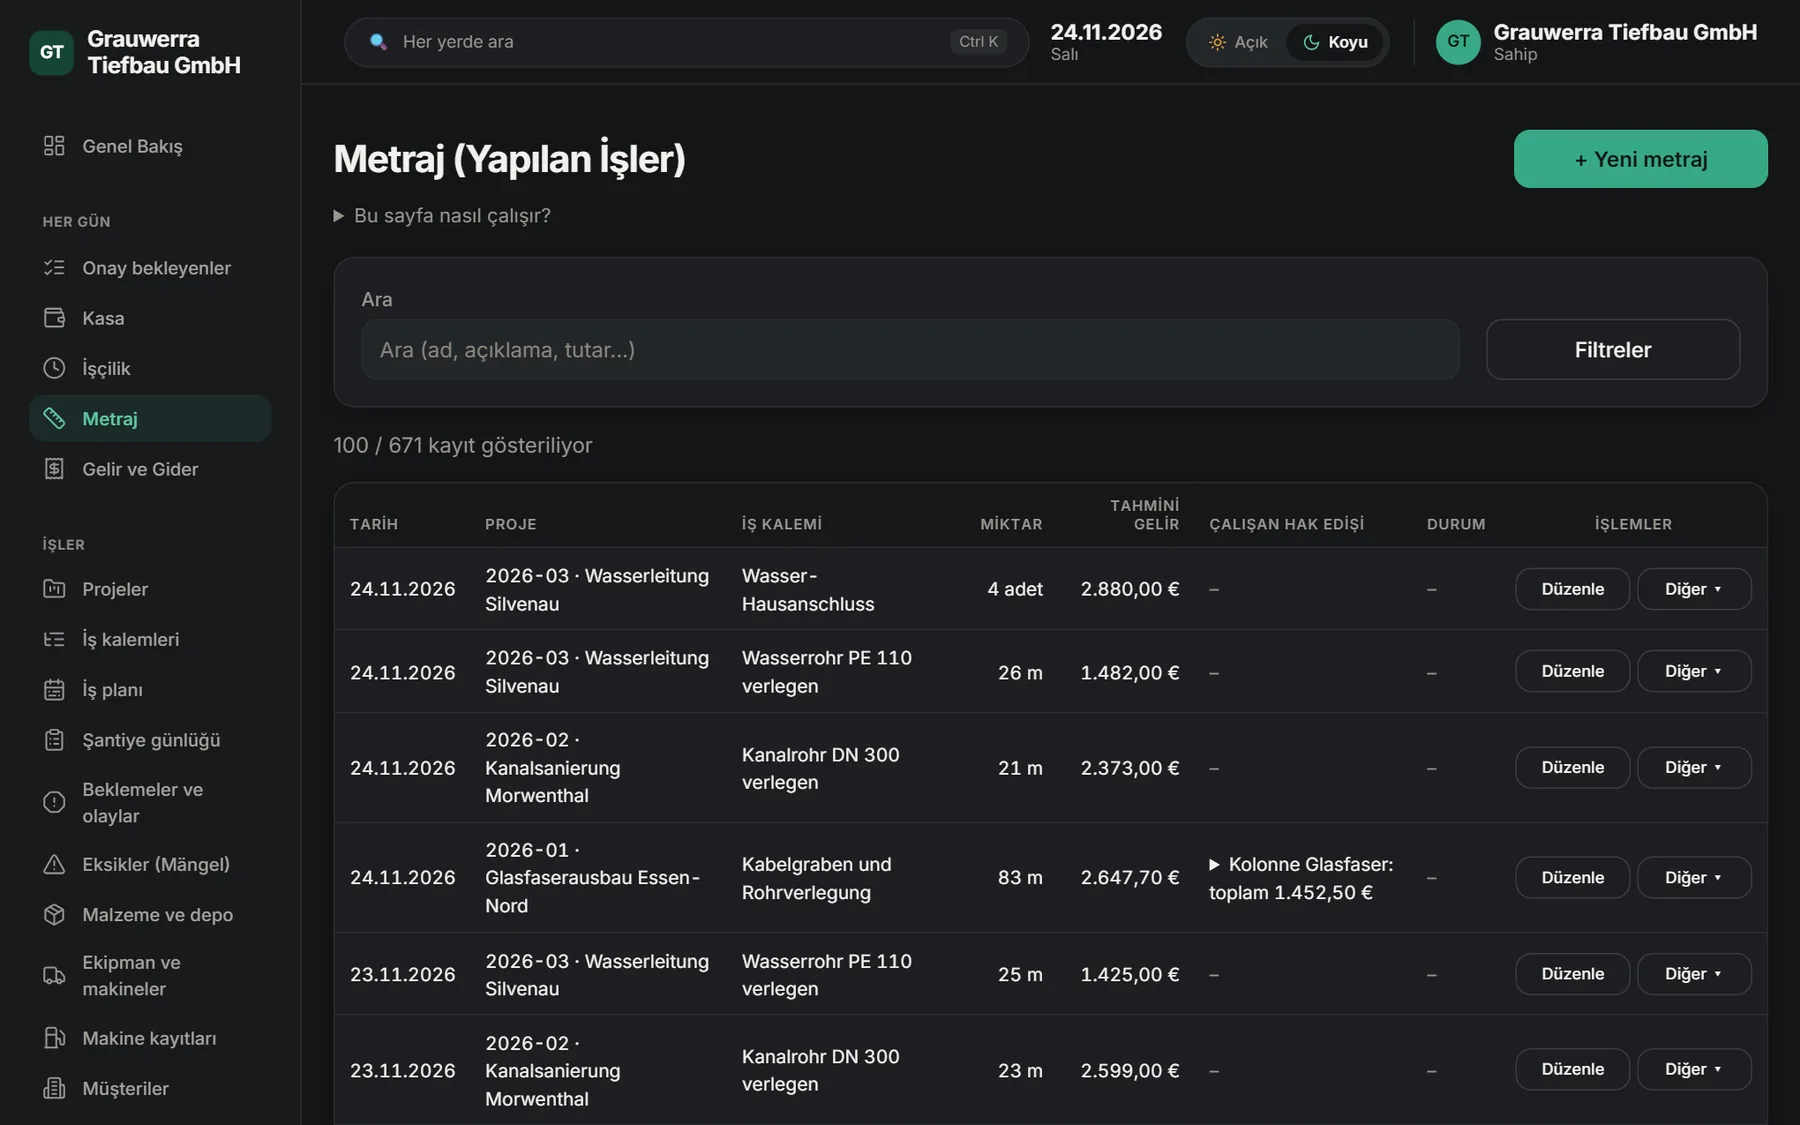 GT
Grauwerra
Tiefbau GmbH
Genel Bakış
HER GÜN
Onay bekleyenler
Kasa
İşçilik
Metraj
Gelir ve Gider
İŞLER
Projeler
İş kalemleri
İş planı
Şantiye günlüğü
Beklemeler ve
olaylar
Eksikler (Mängel)
Malzeme ve depo
Ekipman ve
makineler
Makine kayıtları
Müşteriler
Her yerde ara
Ctrl K
24.11.2026
Salı
Açık
Koyu
GT
Grauwerra Tiefbau GmbH
Sahip
Metraj (Yapılan İşler)
+ Yeni metraj
▶ Bu sayfa nasıl çalışır?
Ara
Ara (ad, açıklama, tutar...)
Filtreler
100 / 671 kayıt gösteriliyor
TARİH PROJE İŞ KALEMİ MİKTAR TAHMİNİ GELİR ÇALIŞAN HAK EDİŞİ DURUM İŞLEMLER
24.11.2026
2026-03 · Wasserleitung
Silvenau
Wasser-
Hausanschluss
4 adet
2.880,00 €
–
–
Düzenle
Diğer ▾
24.11.2026
2026-03 · Wasserleitung
Silvenau
Wasserrohr PE 110
verlegen
26 m
1.482,00 €
–
–
Düzenle
Diğer ▾
24.11.2026
2026-02 ·
Kanalsanierung
Morwenthal
Kanalrohr DN 300
verlegen
21 m
2.373,00 €
–
–
Düzenle
Diğer ▾
24.11.2026
2026-01 ·
Glasfaserausbau Essen-
Nord
Kabelgraben und
Rohrverlegung
83 m
2.647,70 €
▶ Kolonne Glasfaser:
toplam 1.452,50 €
–
Düzenle
Diğer ▾
23.11.2026
2026-03 · Wasserleitung
Silvenau
Wasserrohr PE 110
verlegen
25 m
1.425,00 €
–
–
Düzenle
Diğer ▾
23.11.2026
2026-02 ·
Kanalsanierung
Morwenthal
Kanalrohr DN 300
verlegen
23 m
2.599,00 €
–
–
Düzenle
Diğer ▾